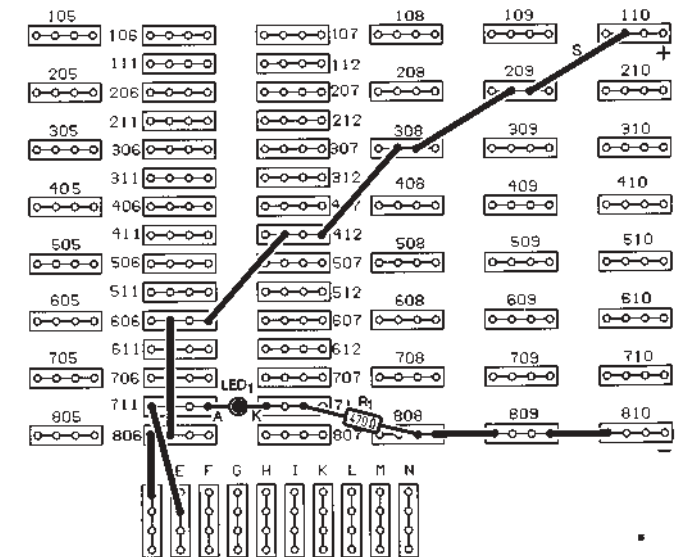 105 106 107 108 109 110
S
+
111 112
205 206 207 208 209 210
211 212
305 306 307 308 309 310
311 312
405 406 408 409 410
411 412
505 506 507 508 509 510
511 512
605 606 607 608 609 610
611 612
705 706 707 708 709 710
LED1
711 A K R1
470Ω
805 806 807 808 809 810
−
E F G H I K L M N